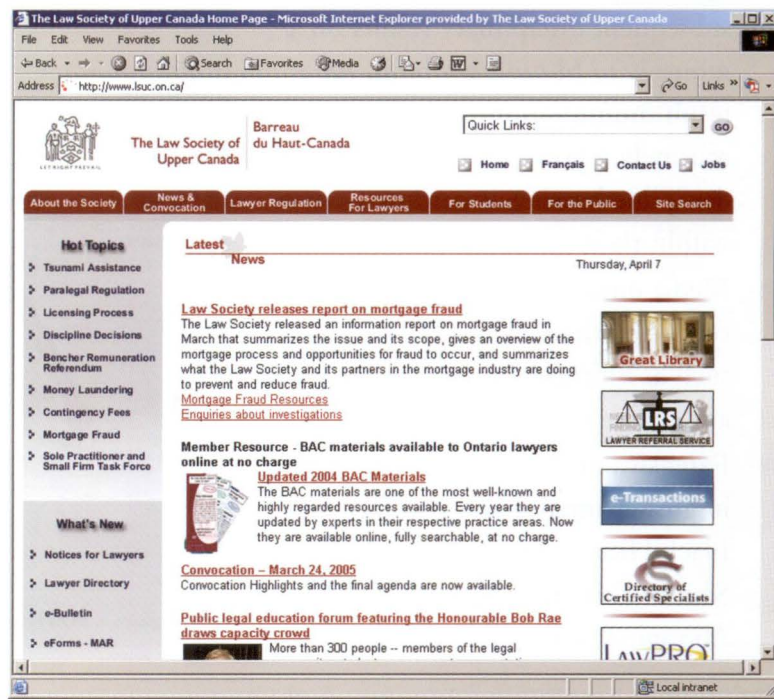 The Law Society of Upper Canada Home Page - Microsoft Internet Explorer provided by The Law Society of Upper Canada
File Edit View Favorites Tools Help
Back Search Favorites Media
Address http://www.lsuc.on.ca/ Go Links »
LET RIGHT PREVAIL
The Law Society of
Upper Canada
Barreau
du Haut-Canada
Quick Links: GO
Home Français Contact Us Jobs
About the Society
News &
Convocation
Lawyer Regulation
Resources
For Lawyers
For Students
For the Public
Site Search
Hot Topics
Tsunami Assistance
Paralegal Regulation
Licensing Process
Discipline Decisions
Bencher Remuneration
Referendum
Money Laundering
Contingency Fees
Mortgage Fraud
Sole Practitioner and
Small Firm Task Force
What's New
Notices for Lawyers
Lawyer Directory
e-Bulletin
eForms - MAR
Latest
News
Thursday, April 7
Law Society releases report on mortgage fraud
The Law Society released an information report on mortgage fraud in
March that summarizes the issue and its scope, gives an overview of the
mortgage process and opportunities for fraud to occur, and summarizes
what the Law Society and its partners in the mortgage industry are doing
to prevent and reduce fraud.
Mortgage Fraud Resources
Enquiries about investigations
Member Resource - BAC materials available to Ontario lawyers
online at no charge
Updated 2004 BAC Materials
The BAC materials are one of the most well-known and
highly regarded resources available. Every year they are
updated by experts in their respective practice areas. Now
they are available online, fully searchable, at no charge.
Convocation – March 24, 2005
Convocation Highlights and the final agenda are now available.
Public legal education forum featuring the Honourable Bob Rae
draws capacity crowd
More than 300 people -- members of the legal
Great Library
LRS
LAWYER REFERRAL SERVICE
e-Transactions
Directory of
Certified Specialists
LAWPRO
Local intranet